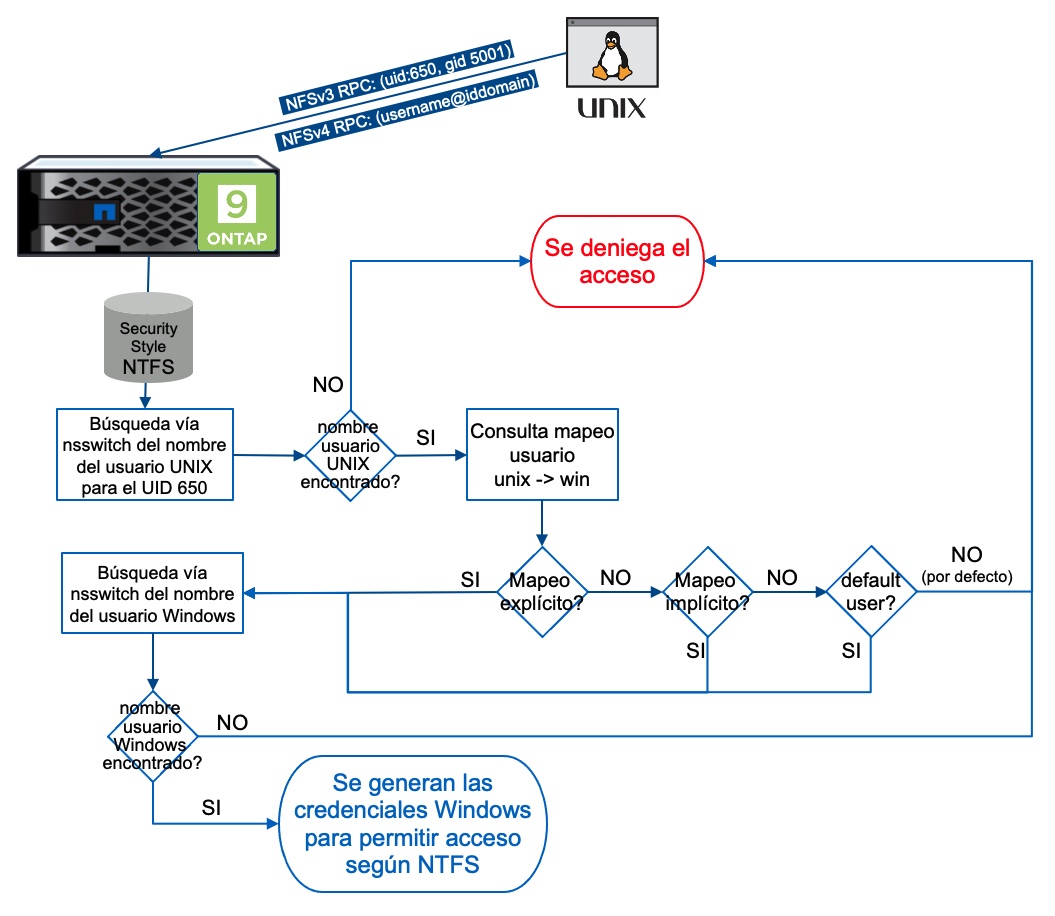 UNIX
NFSv3 RPC: (uid:650, gid 5001)
NFSv4 RPC: (username@iddomain)
9
ONTAP
Se deniega el
acceso
Security
Style
NTFS
NO
Búsqueda vía
nsswitch del nombre
del usuario UNIX
para el UID 650
nombre
usuario
UNIX
encontrado?
SI
Consulta mapeo
usuario
unix -> win
Búsqueda vía
nsswitch del nombre
del usuario Windows
SI
Mapeo
explícito?
NO
Mapeo
implícito?
NO
default
user?
NO
(por defecto)
SI
SI
nombre
usuario
Windows
encontrado?
NO
SI
Se generan las
credenciales Windows
para permitir acceso
según NTFS